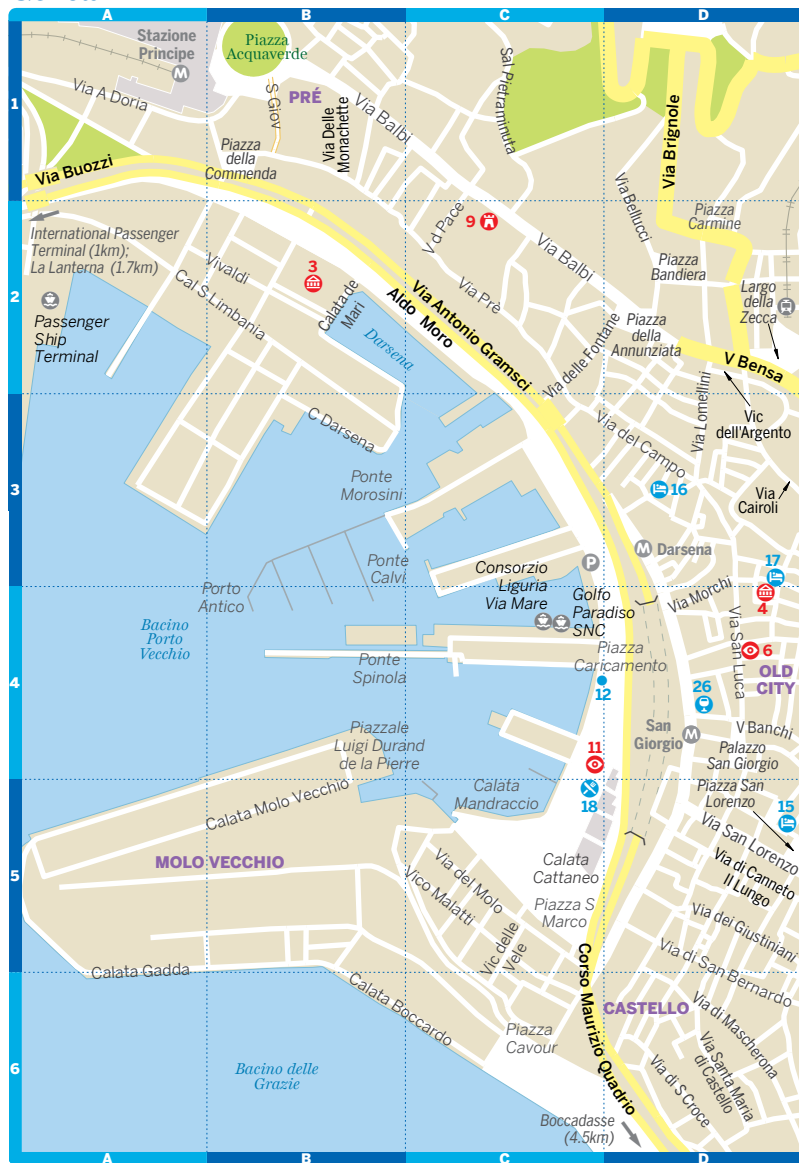 A
B
C
D
Stazione
Principe
M
Piazza
Acquaverde
PRÉ
Via A Doria
S Giov
Via Delle
Monachette
Via Balbi
Sal Pietraminuta
1
Via Brignole
Piazza
della
Commenda
Via Buozzi
International Passenger
Terminal (1km);
La Lanterna (1.7km)
V d Pace
9
Via Bellucci
Piazza
Carmine
Via Balbi
Piazza
Bandiera
Vivaldi
3
Cal S Limbania
Calata de
Mari
Via Prè
2
Largo
della
Zecca
Passenger
Ship
Terminal
Darsena
Via Antonio Gramsci
Aldo Moro
Via delle Fontane
Piazza
della
Annunziata
V Bensa
Via Lomellini
Vic
dell'Argento
C Darsena
Via del Campo
Ponte
Morosini
3
16
Via
Cairoli
M Darsena
P
17
Ponte
Calvi
Consorzio
Liguria
Via Mare
Golfo
Paradiso
SNC
Porto
Antico
Via Morchi
4
Bacino
Porto
Vecchio
Via San Luca
6
Piazza
Caricamento
OLD
CITY
Ponte
Spinola
4
12
26
San
Giorgio
M
V Banchi
Piazzale
Luigi Durand
de la Pierre
11
Palazzo
San Giorgio
Calata
Mandraccio
18
Piazza San
Lorenzo
15
Calata Molo Vecchio
Via San Lorenzo
MOLO VECCHIO
Via del Molo
Calata
Cattaneo
Via di Canneto
Il Lungo
5
Vico Malatti
Piazza S
Marco
Via dei Giustiniani
Vic delle
Vele
Via di San Bernardo
Calata Gadda
Corso Maurizio Quadrio
Calata Boccardo
CASTELLO
Via di Mascherona
Piazza
Cavour
Via Santa Maria
di Castello
Via di S Croce
6
Bacino delle
Grazie
Boccadasse
(4.5km)
A
B
C
D